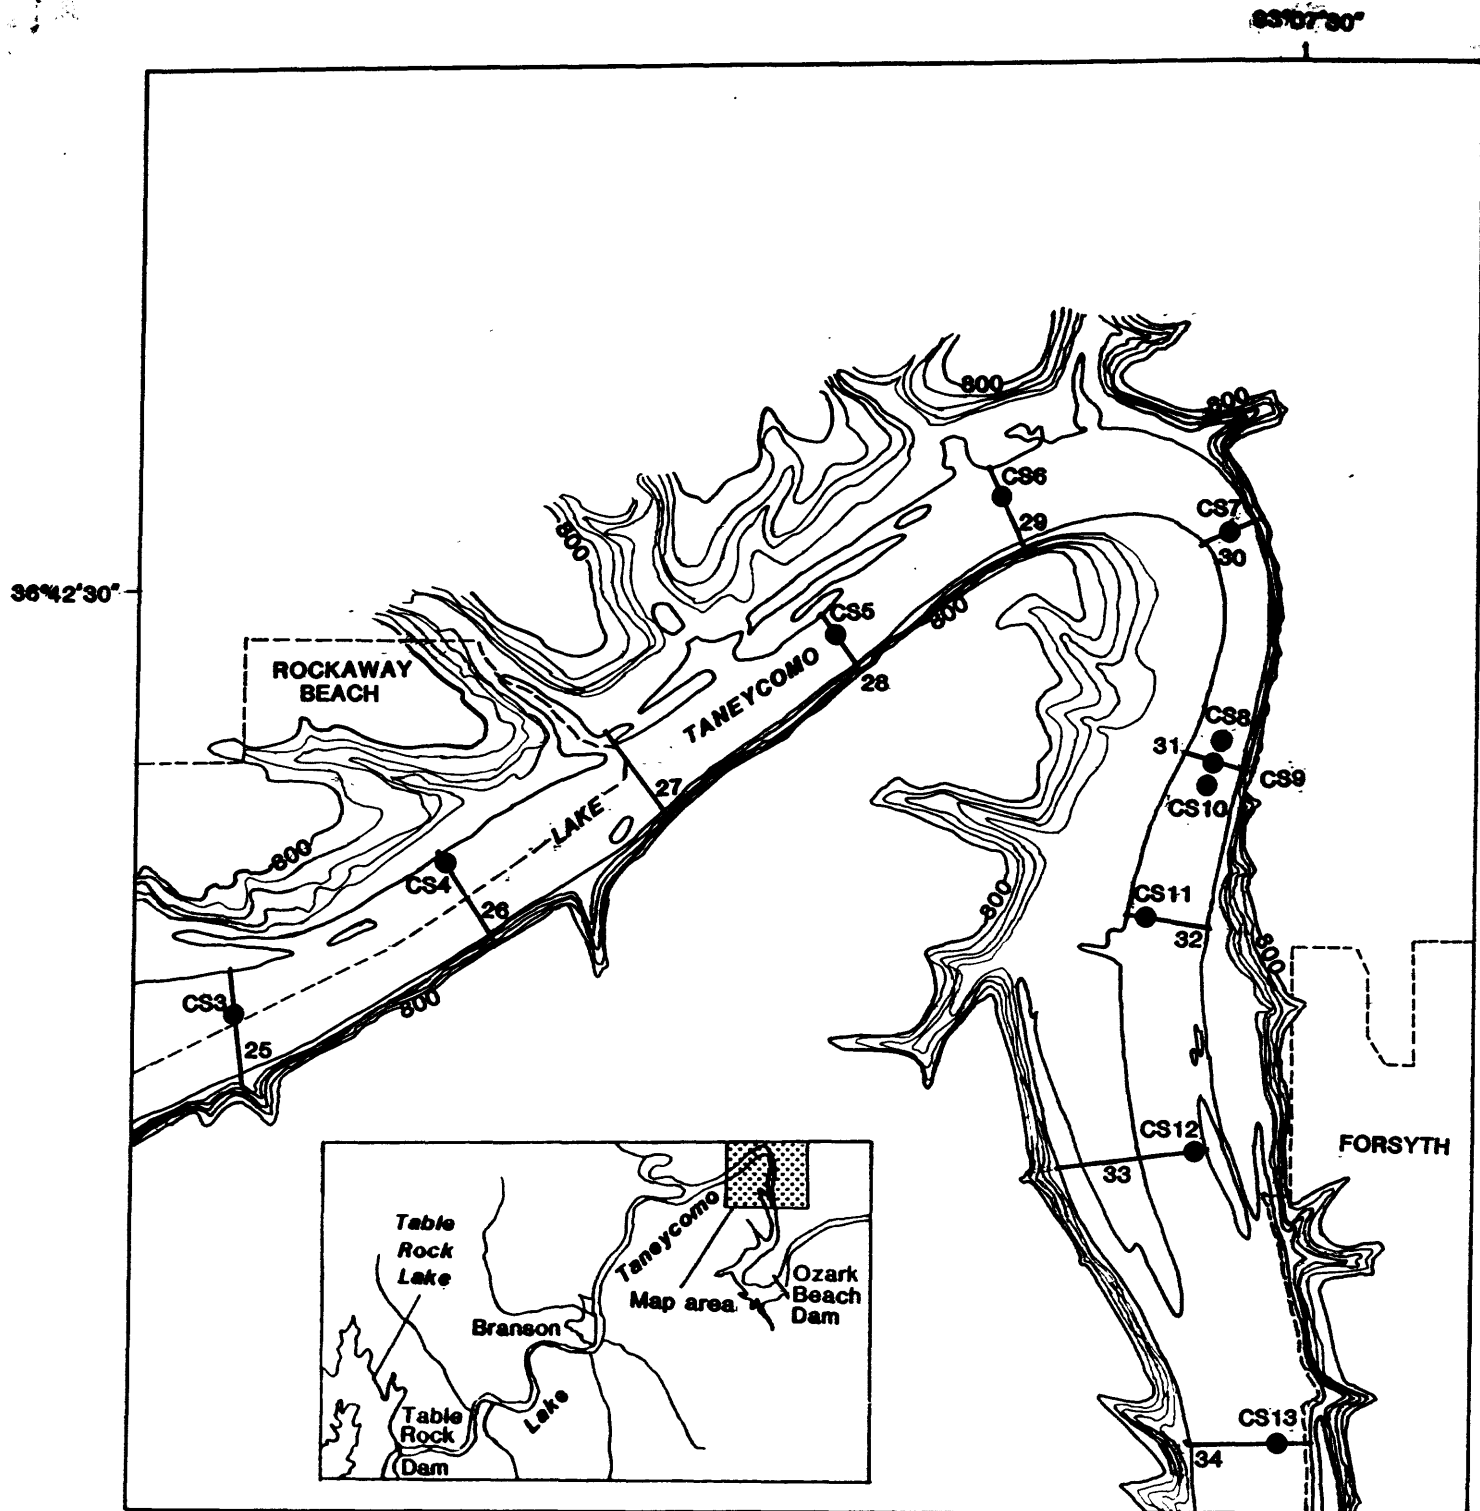 93°07'30"
800
800
CS6
CS7
29
800
30
36°42'30"
800
CS5
ROCKAWAY
BEACH
TANEYCOMO
28
CS8
31
CS9
27
CS10
LAKE
800
CS4
CS11
800
26
32
800
CS3
800
25
CS12
FORSYTH
33
Table
Rock
Lake
Taneycomo
Map area
Ozark
Beach
Dam
Branson
Lake
Table
Rock
Dam
CS13
34